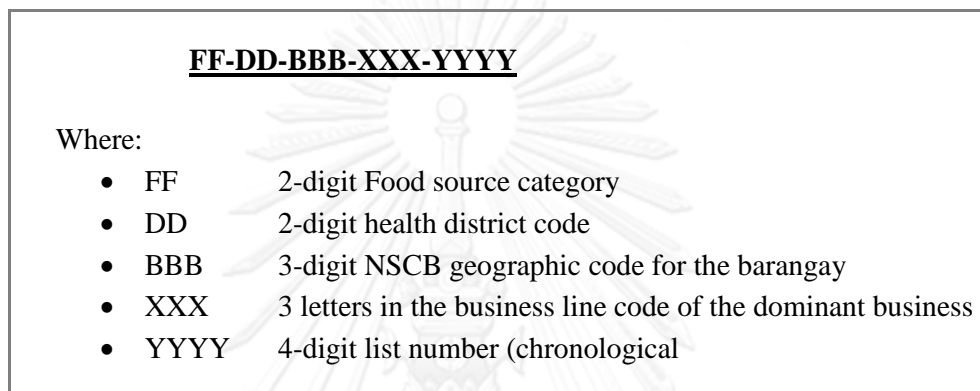 FF-DD-BBB-XXX-YYYY
Where:
• FF 2-digit Food source category
• DD 2-digit health district code
• BBB 3-digit NSCB geographic code for the barangay
• XXX 3 letters in the business line code of the dominant business
• YYYY 4-digit list number (chronological